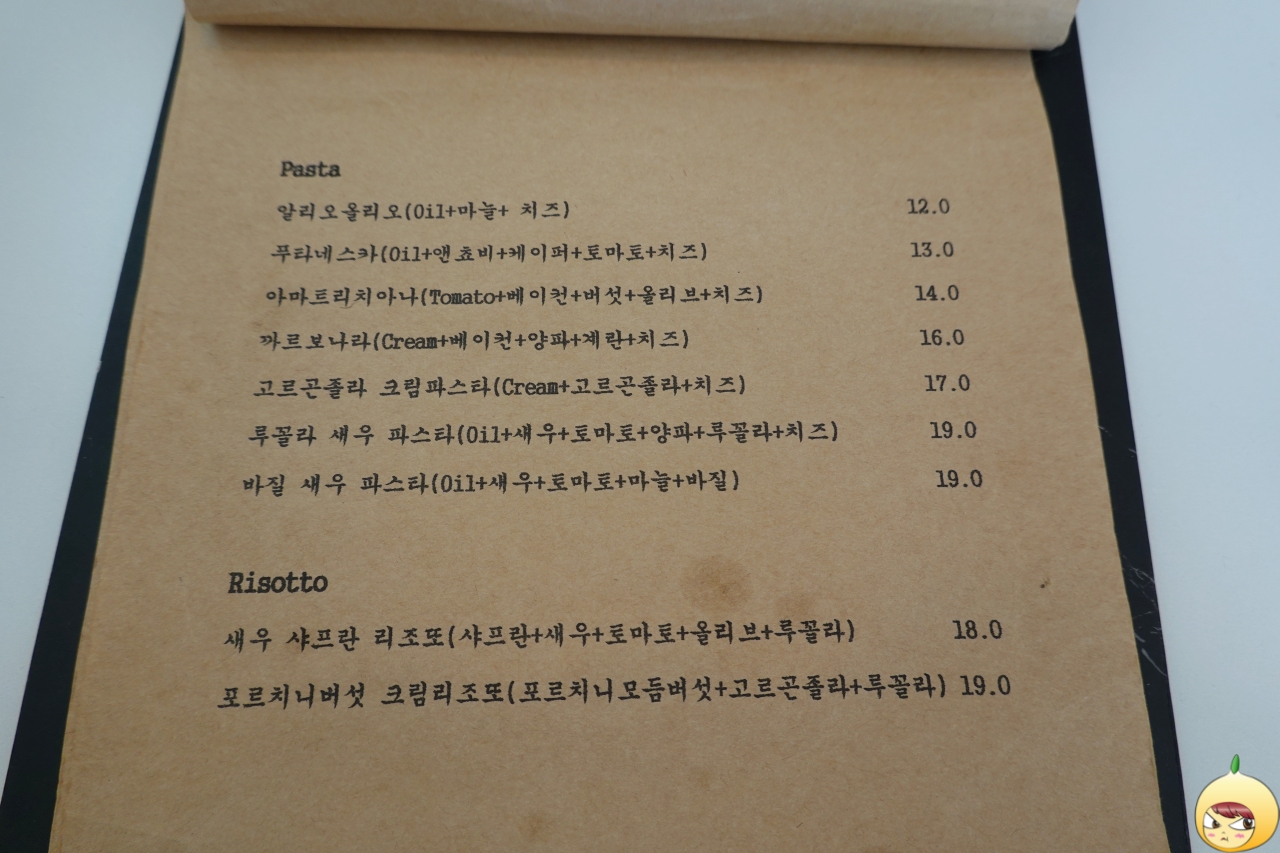 Pasta
알리오올리오(Oil+마늘+ 치즈) 12.0
푸타네스카(Oil+앤쵸비+케이퍼+토마토+치즈) 13.0
아마트리치아나(Tomato+베이컨+버섯+올리브+치즈) 14.0
까르보나라(Cream+베이컨+양파+계란+치즈) 16.0
고르곤졸라 크림파스타(Cream+고르곤졸라+치즈) 17.0
루꼴라 새우 파스타(Oil+새우+토마토+양파+루꼴라+치즈) 19.0
바질 새우 파스타(Oil+새우+토마토+마늘+바질) 19.0
Risotto
새우 샤프란 리조또(샤프란+새우+토마토+올리브+루꼴라) 18.0
포르치니버섯 크림리조또(포르치니모듬버섯+고르곤졸라+루꼴라) 19.0